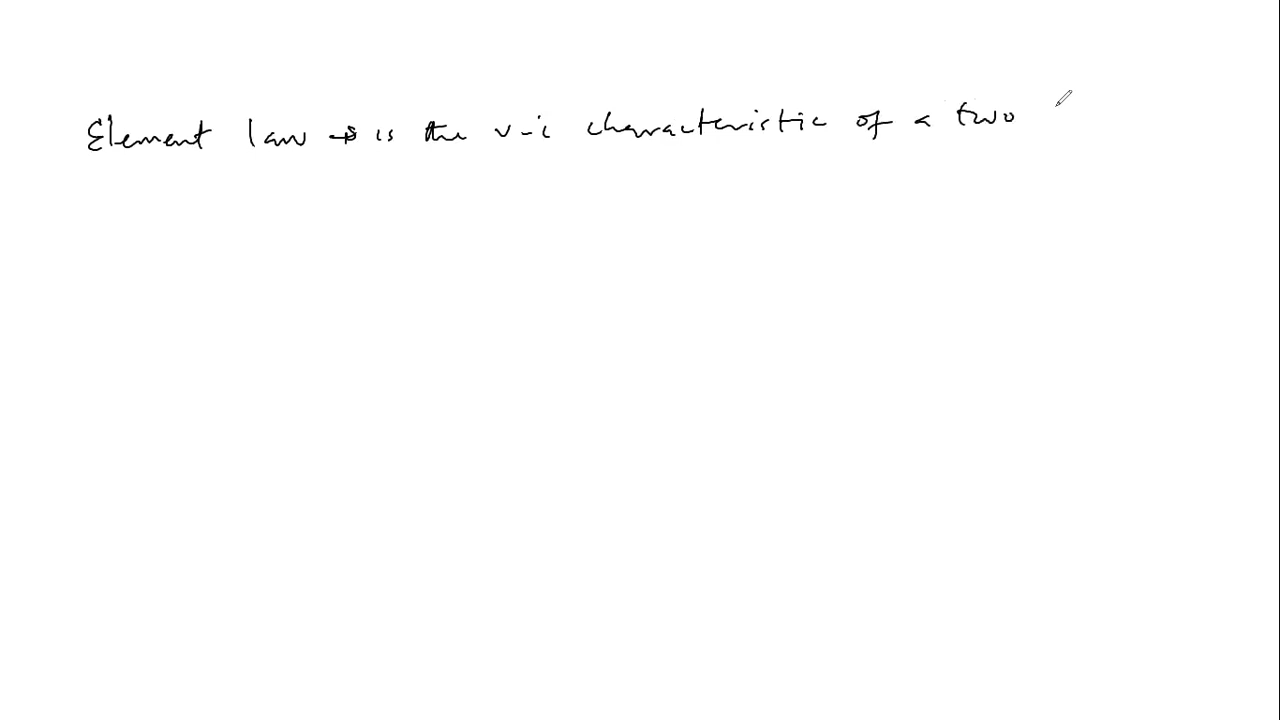 Element law → is the v-i characteristic of a two